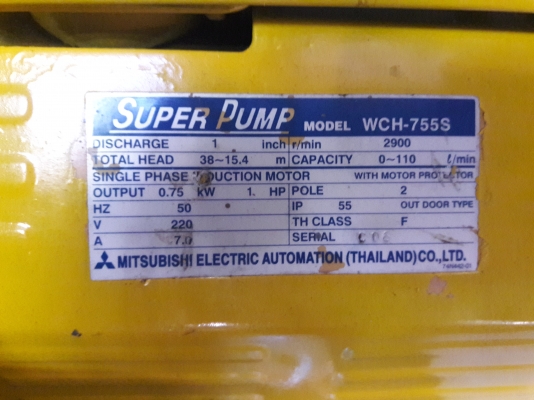 SUPER PUMP MODEL WCH-755S
DISCHARGE 1 inch r/min 2900
TOTAL HEAD 38~15.4 m CAPACITY 0~110 ℓ/min
SINGLE PHASE INDUCTION MOTOR WITH MOTOR PROTECTOR
OUTPUT 0.75 kW 1. HP POLE 2
HZ 50 IP 55 OUT DOOR TYPE
V 220 TH CLASS F
A 7.0 SERIAL
MITSUBISHI ELECTRIC AUTOMATION (THAILAND) CO., LTD.